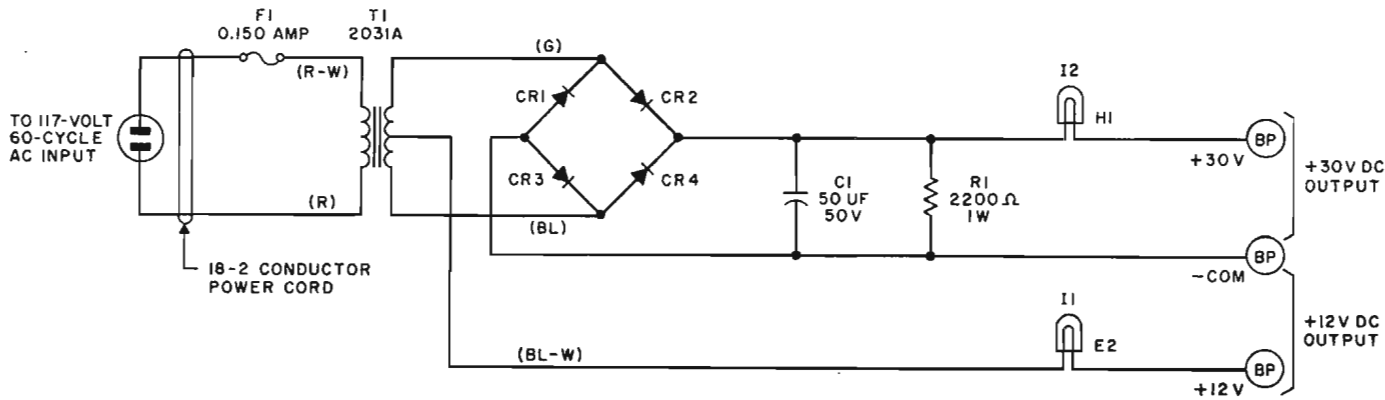 F1
0.150 AMP
T1
2031A
(R-W)
(G)
TO 117-VOLT
60-CYCLE
AC INPUT
CR1
CR2
CR3
CR4
(R)
(BL)
18-2 CONDUCTOR
POWER CORD
C1
50 UF
50V
R1
2200Ω
1W
I2
H1
+30V
BP
+30V DC
OUTPUT
-COM
BP
I1
E2
(BL-W)
+12V
BP
+12V DC
OUTPUT